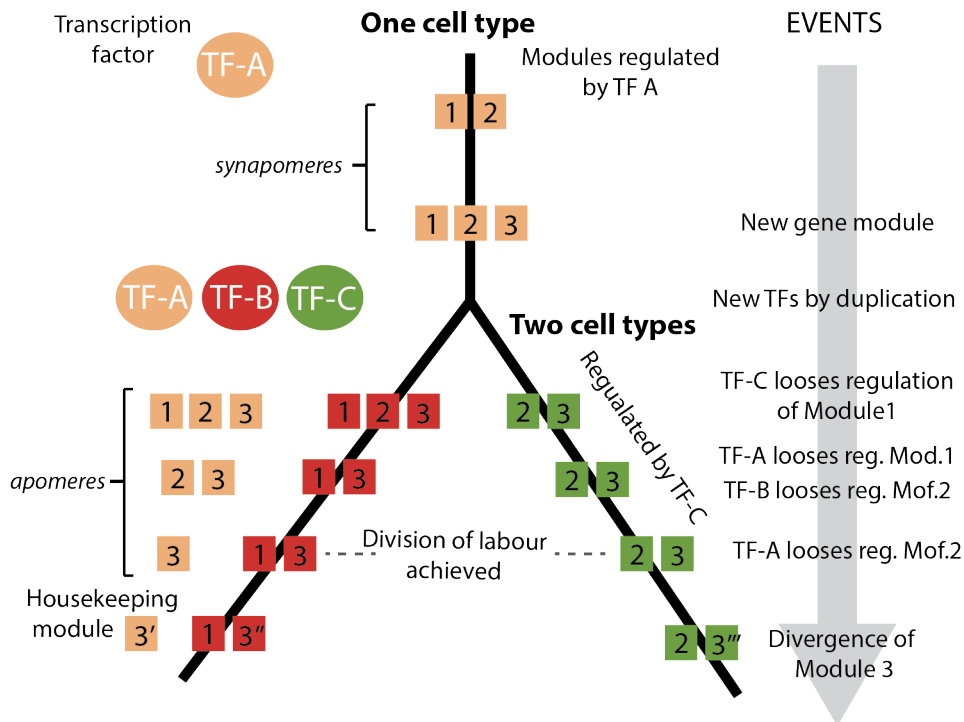 Transcription
factor
TF-A
One cell type
EVENTS
Modules regulated
by TF A
1 2
synapomeres
1 2 3
New gene module
TF-A TF-B TF-C
New TFs by duplication
Two cell types
TF-C looses regulation
of Module1
1 2 3 1 2 3 2 3
Regualated by TF-C
apomeres
2 3 1 3 2 3
TF-A looses reg. Mod.1
TF-B looses reg. Mof.2
3 1 3 2 3
Division of labour
achieved
TF-A looses reg. Mof.2
Housekeeping
module
3′ 1 3″ 2 3‴
Divergence of
Module 3